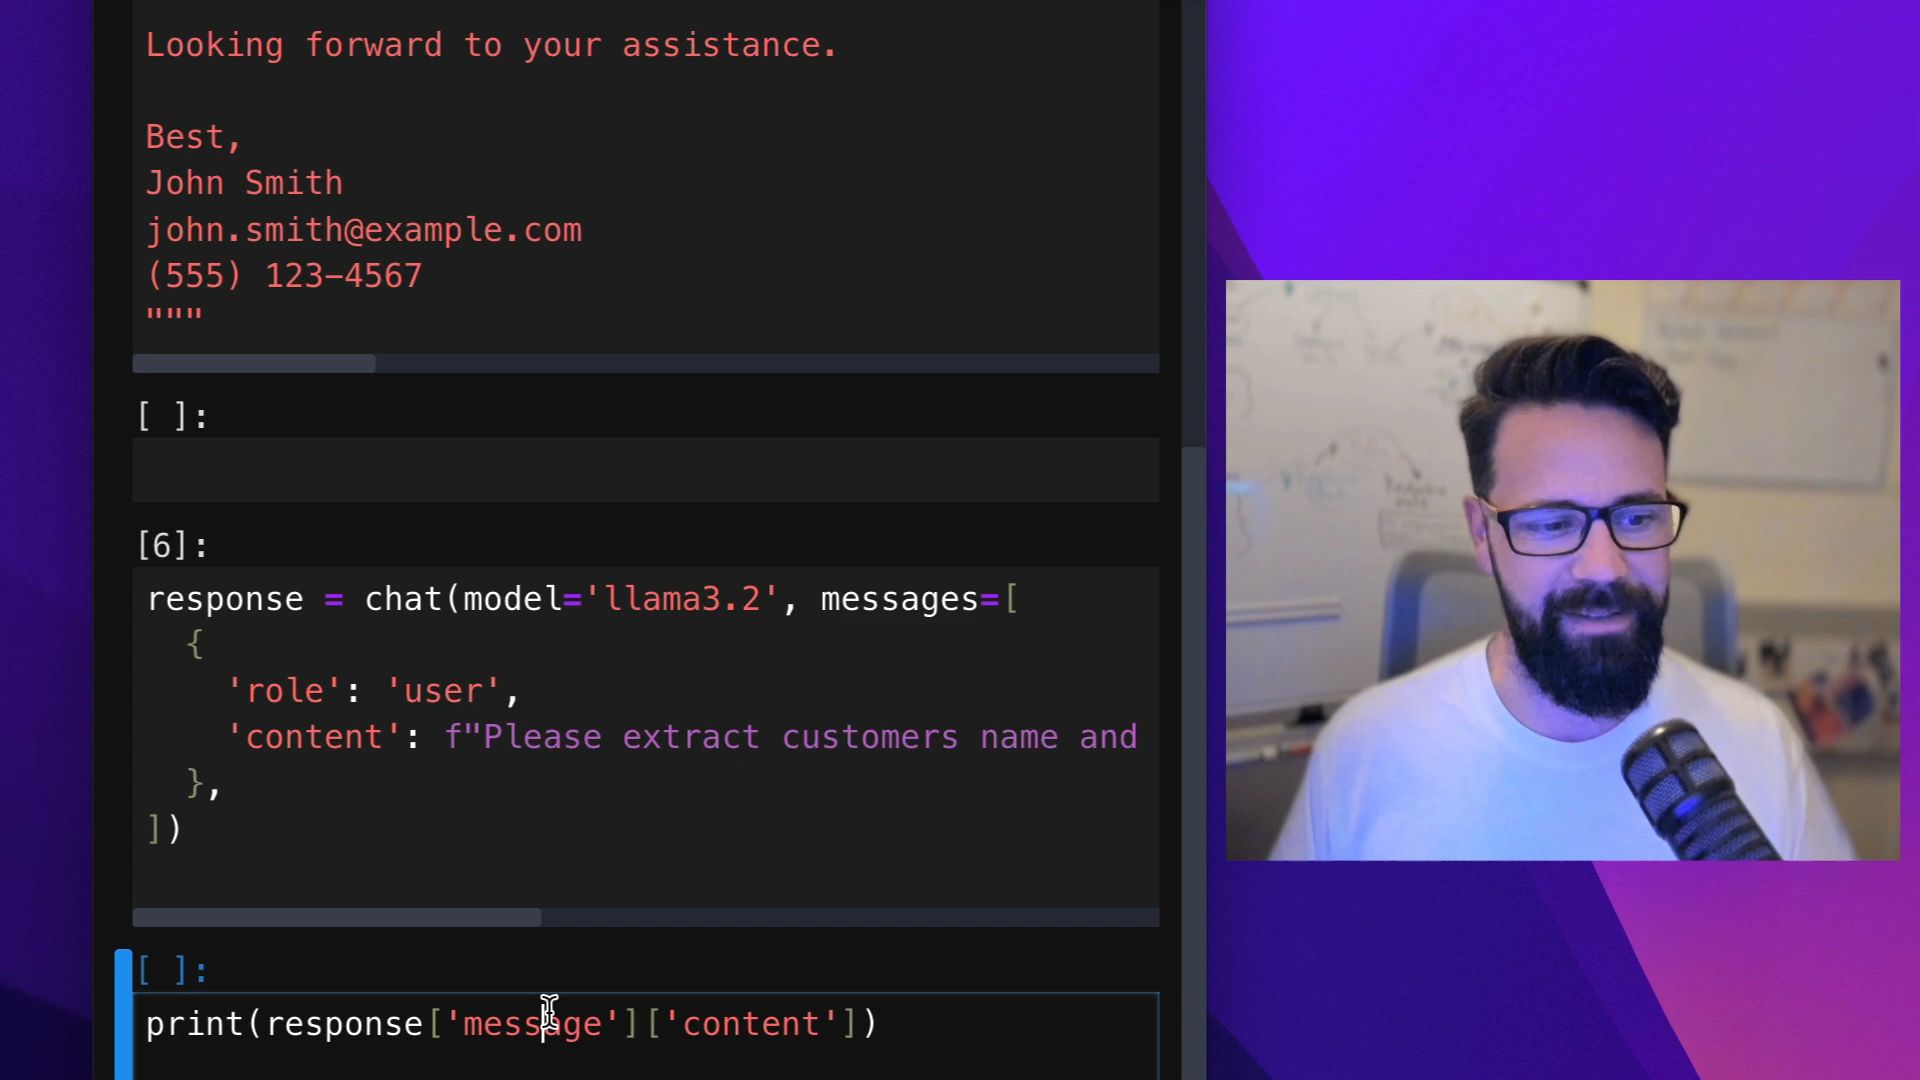 Looking forward to your assistance.
Best,
John Smith
john.smith@example.com
(555) 123-4567
"""
[ ]:
[6]:
response = chat(model='llama3.2', messages=[
{
'role': 'user',
'content': f"Please extract customers name and
},
])
[ ]:
print(response['message']['content'])